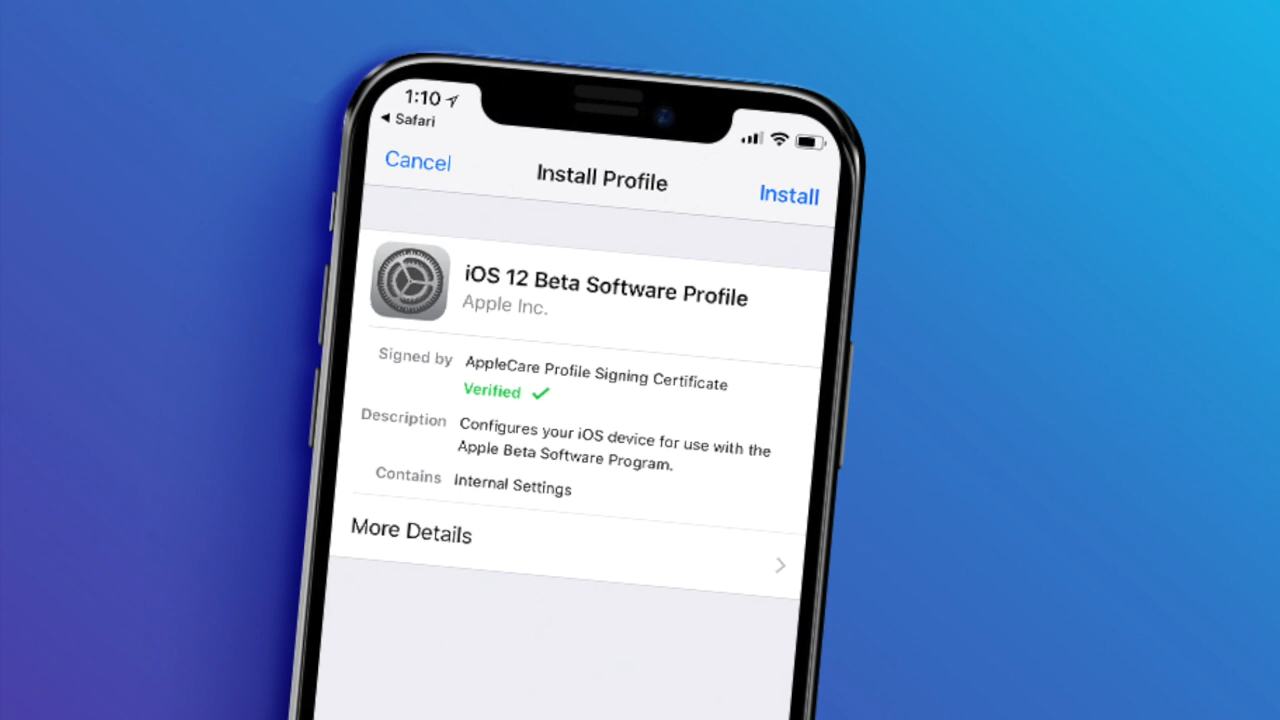 1:10
Safari
Cancel
Install Profile
Install
iOS 12 Beta Software Profile
Apple Inc.
Signed by AppleCare Profile Signing Certificate
Verified
Description Configures your iOS device for use with the
Apple Beta Software Program.
Contains Internal Settings
More Details